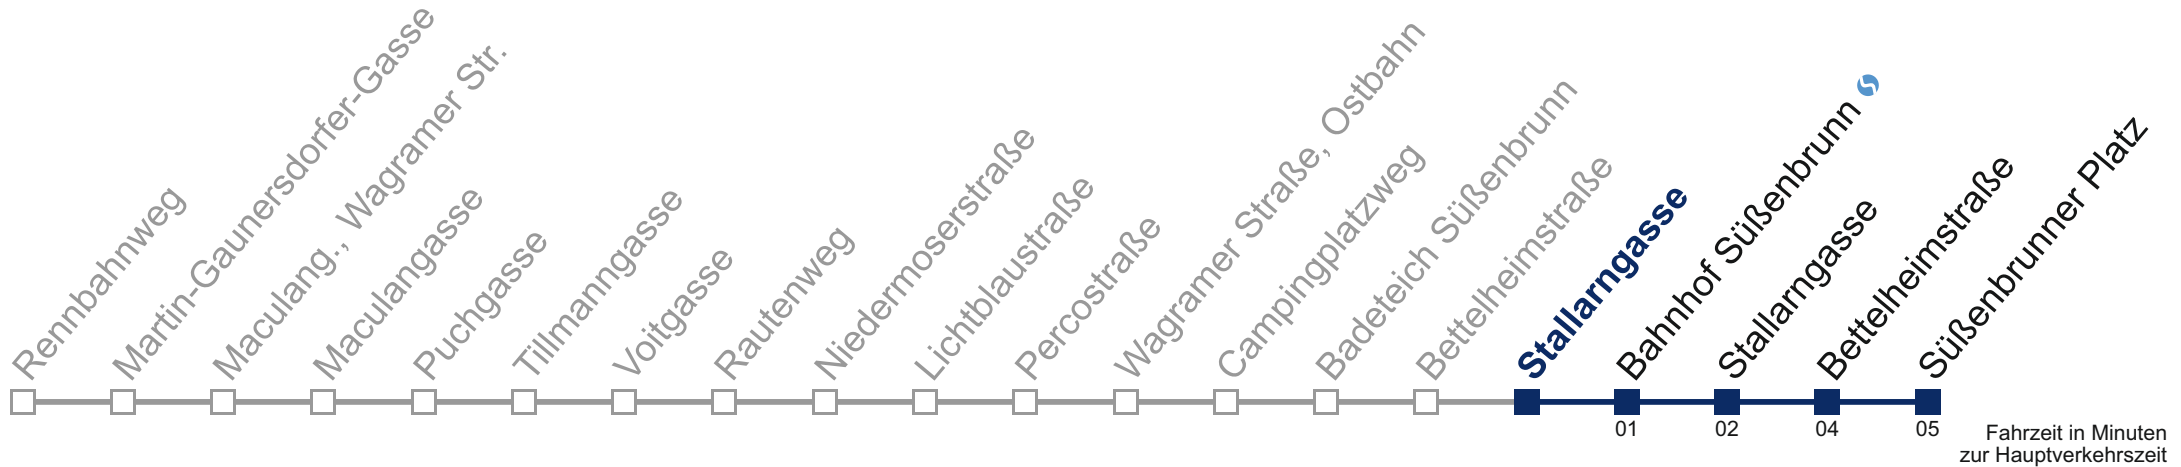 Rennbahnweg
Martin-Gaunersdorfer-Gasse
Maculang., Wagramer Str.
Maculangasse
Puchgasse
Tillmanngasse
Voitgasse
Rautenweg
Niedermoserstraße
Lichtblaustraße
Percostraße
Wagramer Straße, Ostbahn
Campingplatzweg
Badeteich Süßenbrunn
Bettelheimstraße
Stallarngasse
Bahnhof Süßenbrunn S
Stallarngasse
Bettelheimstraße
Süßenbrunner Platz
01 02 04 05
Fahrzeit in Minuten
zur Hauptverkehrszeit